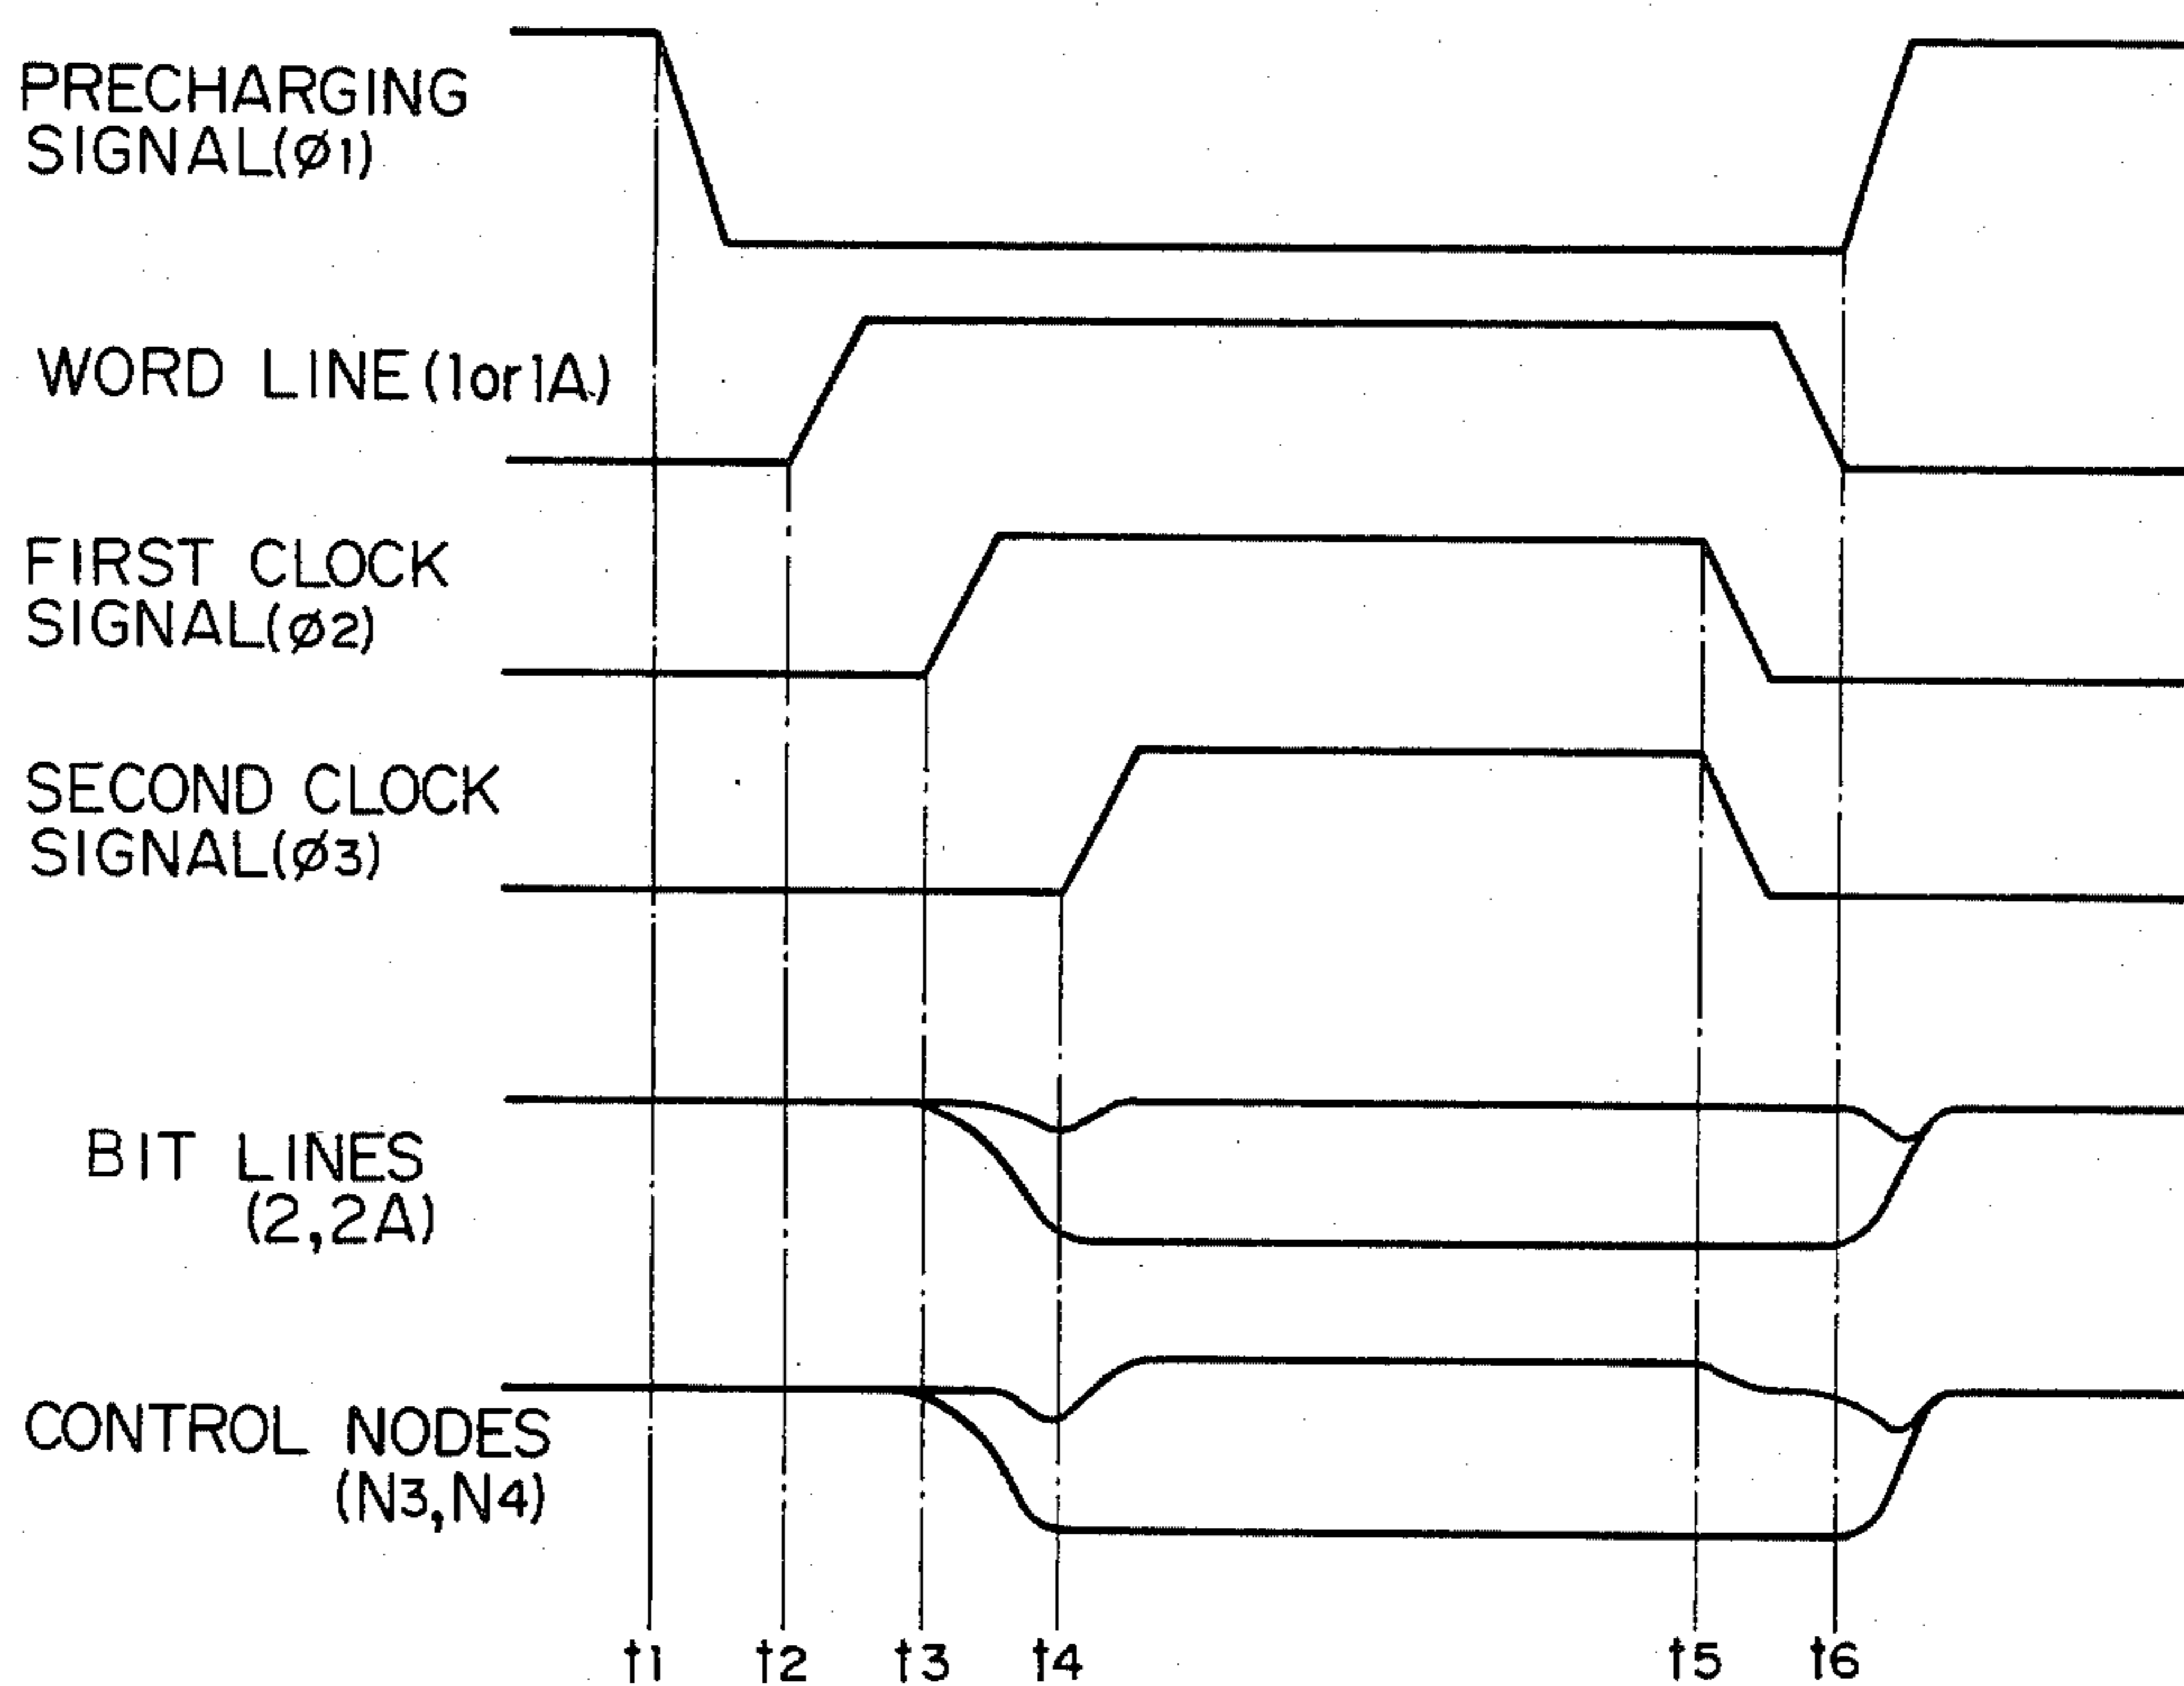 PRECHARGING
SIGNAL(ø1)
WORD LINE(1or1A)
FIRST CLOCK
SIGNAL(ø2)
SECOND CLOCK
SIGNAL(ø3)
BIT LINES
(2,2A)
CONTROL NODES
(N3,N4)
t1 t2 t3 t4 t5 t6